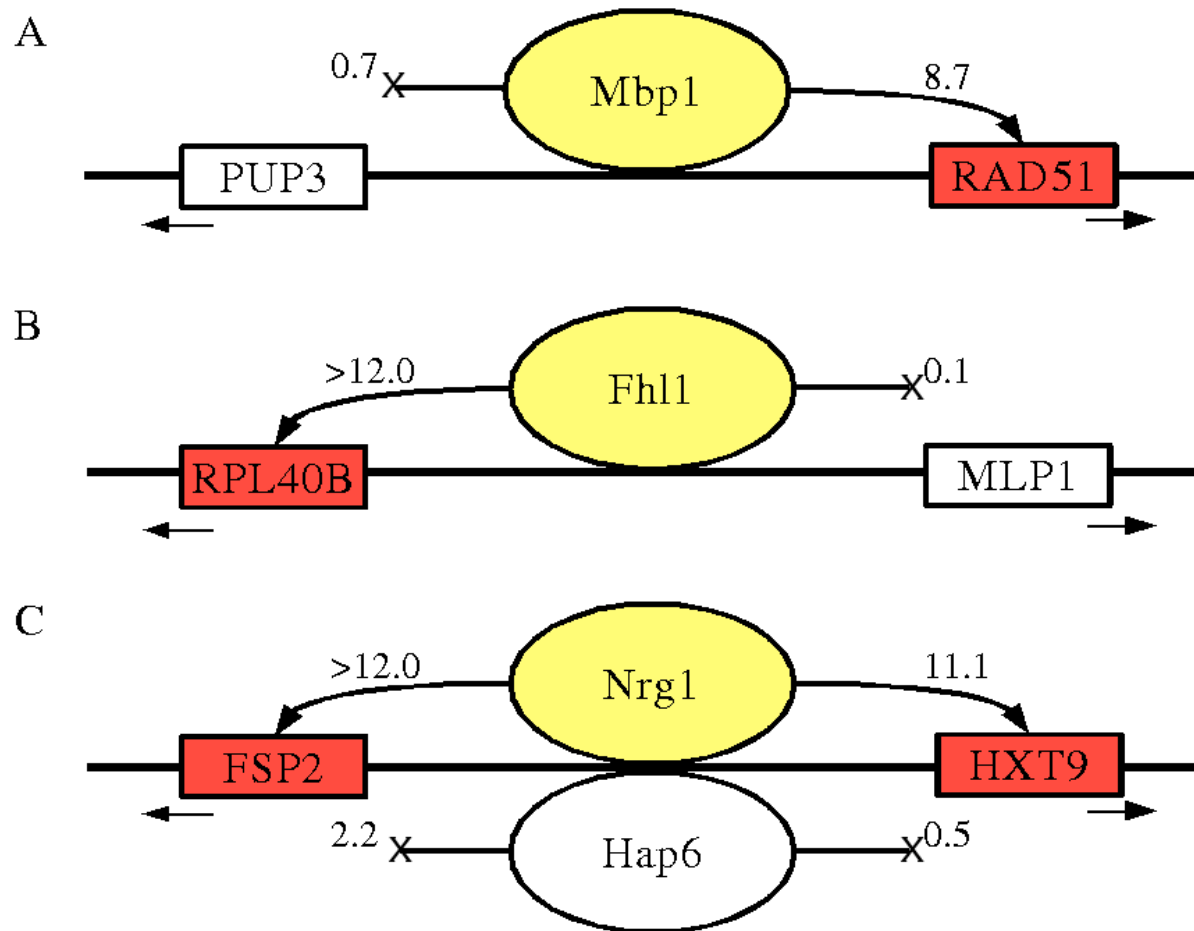 A
0.7 X Mbp1 8.7
PUP3 RAD51
B
>12.0 Fhl1 X 0.1
RPL40B MLP1
C
>12.0 Nrg1 11.1
FSP2 HXT9
2.2 X Hap6 X 0.5